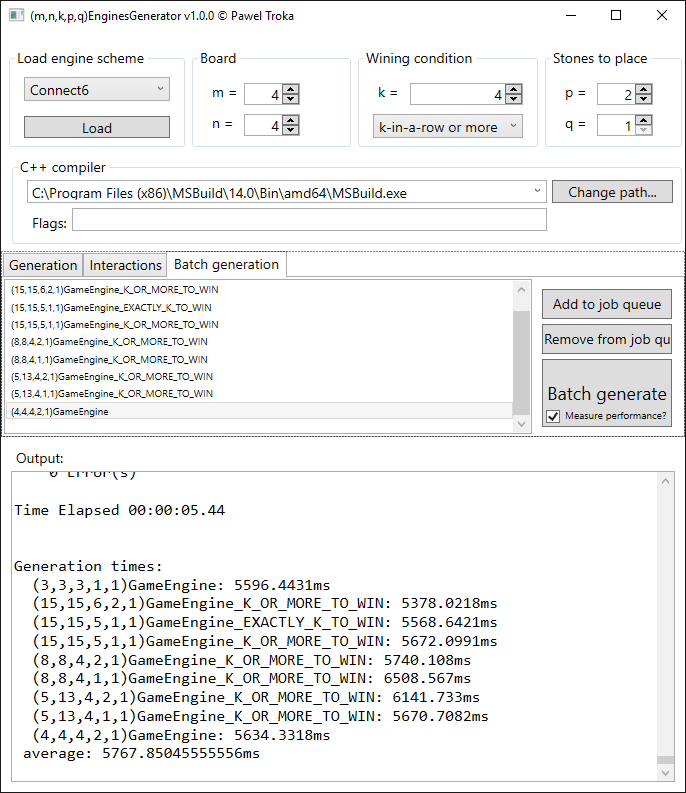 (m,n,k,p,q)EnginesGenerator v1.0.0 © Pawel Troka
Load engine scheme
Connect6
Load
Board
m = 4
n = 4
Wining condition
k = 4
k-in-a-row or more
Stones to place
p = 2
q = 1
C++ compiler
C:\Program Files (x86)\MSBuild\14.0\Bin\amd64\MSBuild.exe
Change path...
Flags:
Generation Interactions Batch generation
(15,15,6,2,1)GameEngine_K_OR_MORE_TO_WIN
(15,15,5,1,1)GameEngine_EXACTLY_K_TO_WIN
(15,15,5,1,1)GameEngine_K_OR_MORE_TO_WIN
(8,8,4,2,1)GameEngine_K_OR_MORE_TO_WIN
(8,8,4,1,1)GameEngine_K_OR_MORE_TO_WIN
(5,13,4,2,1)GameEngine_K_OR_MORE_TO_WIN
(5,13,4,1,1)GameEngine_K_OR_MORE_TO_WIN
(4,4,4,2,1)GameEngine
Add to job queue
Remove from job qu
Batch generate
Measure performance?
Output:
0 Error(s)
Time Elapsed 00:00:05.44
Generation times:
(3,3,3,1,1)GameEngine: 5596.4431ms
(15,15,6,2,1)GameEngine_K_OR_MORE_TO_WIN: 5378.0218ms
(15,15,5,1,1)GameEngine_EXACTLY_K_TO_WIN: 5568.6421ms
(15,15,5,1,1)GameEngine_K_OR_MORE_TO_WIN: 5672.0991ms
(8,8,4,2,1)GameEngine_K_OR_MORE_TO_WIN: 5740.108ms
(8,8,4,1,1)GameEngine_K_OR_MORE_TO_WIN: 6508.567ms
(5,13,4,2,1)GameEngine_K_OR_MORE_TO_WIN: 6141.733ms
(5,13,4,1,1)GameEngine_K_OR_MORE_TO_WIN: 5670.7082ms
(4,4,4,2,1)GameEngine: 5634.3318ms
average: 5767.85045555556ms